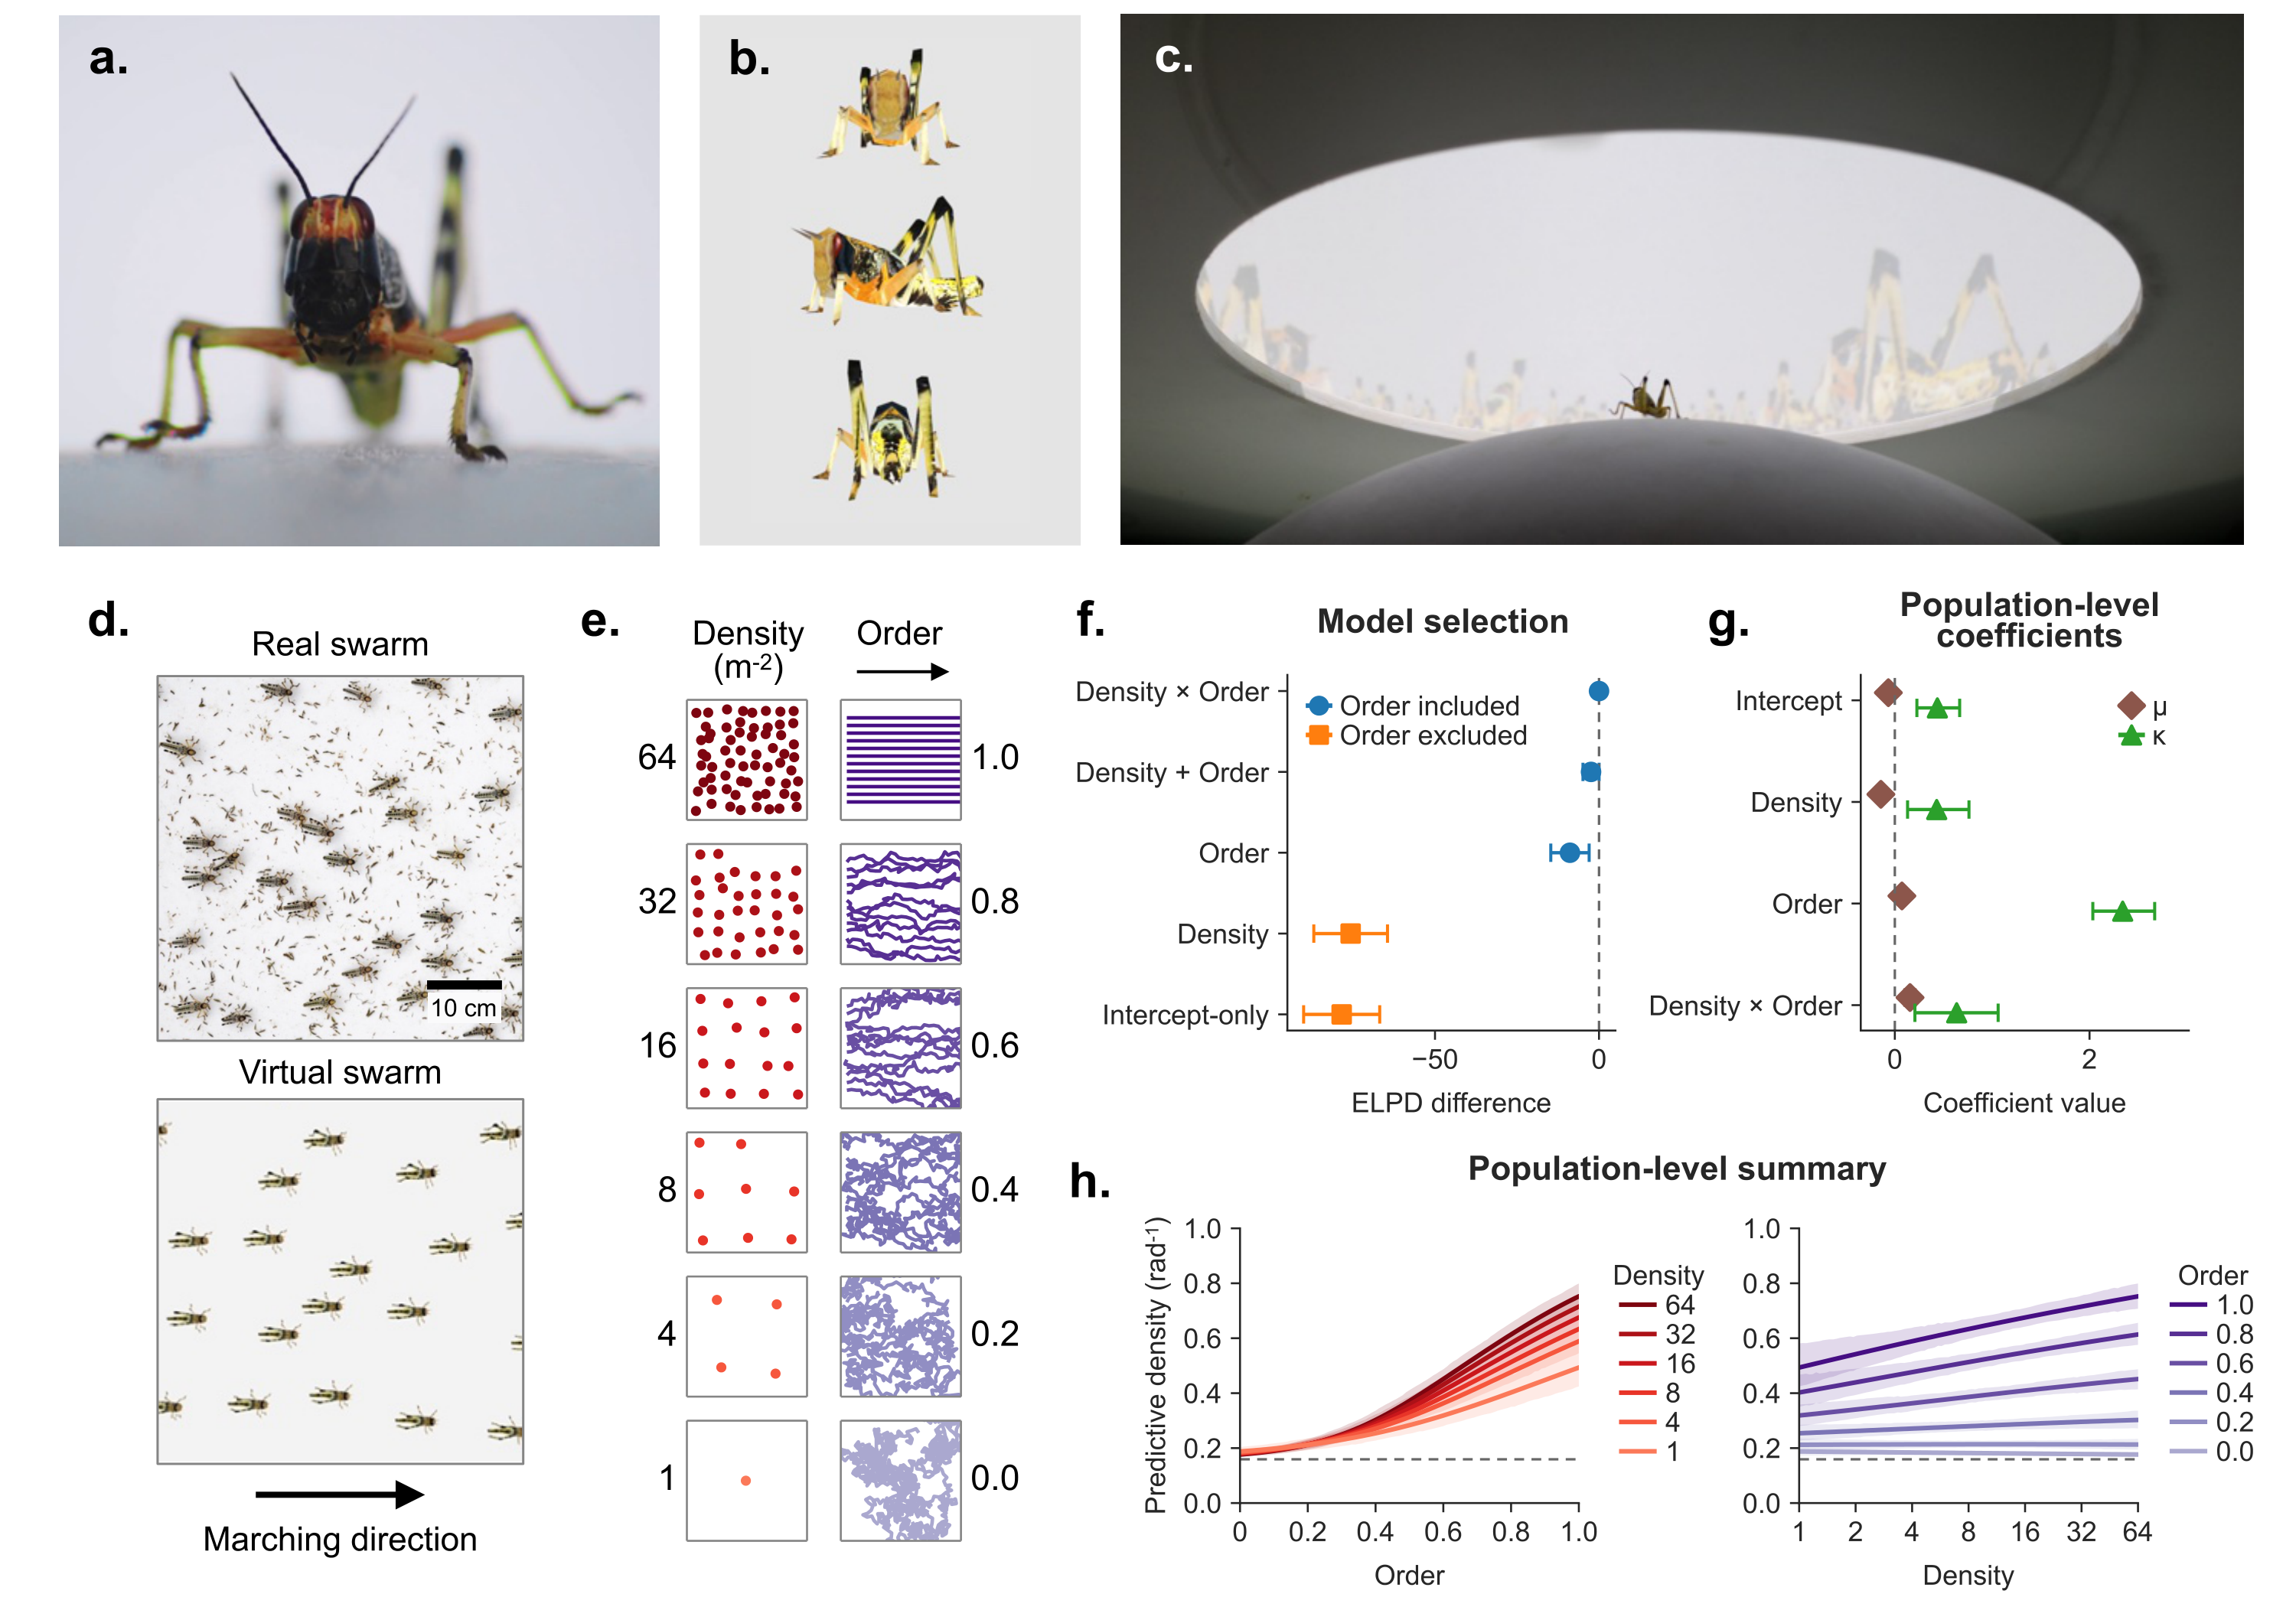 a.
b.
c.
d.
Real swarm
10 cm
Virtual swarm
Marching direction
e.
Density
(m-2)
Order
64
1.0
32
0.8
16
0.6
8
0.4
4
0.2
1
0.0
f.
Model selection
Density × Order
Density + Order
Order
Density
Intercept-only
Order included
Order excluded
−50
0
ELPD difference
g.
Population-level
coefficients
Intercept
Density
Order
Density × Order
μ
κ
0
2
Coefficient value
h.
Population-level summary
Predictive density (rad-1)
1.0
0.8
0.6
0.4
0.2
0.0
0
0.2
0.4
0.6
0.8
1.0
Order
Density
64
32
16
8
4
1
1.0
0.8
0.6
0.4
0.2
0.0
1
2
4
8
16
32
64
Density
Order
1.0
0.8
0.6
0.4
0.2
0.0